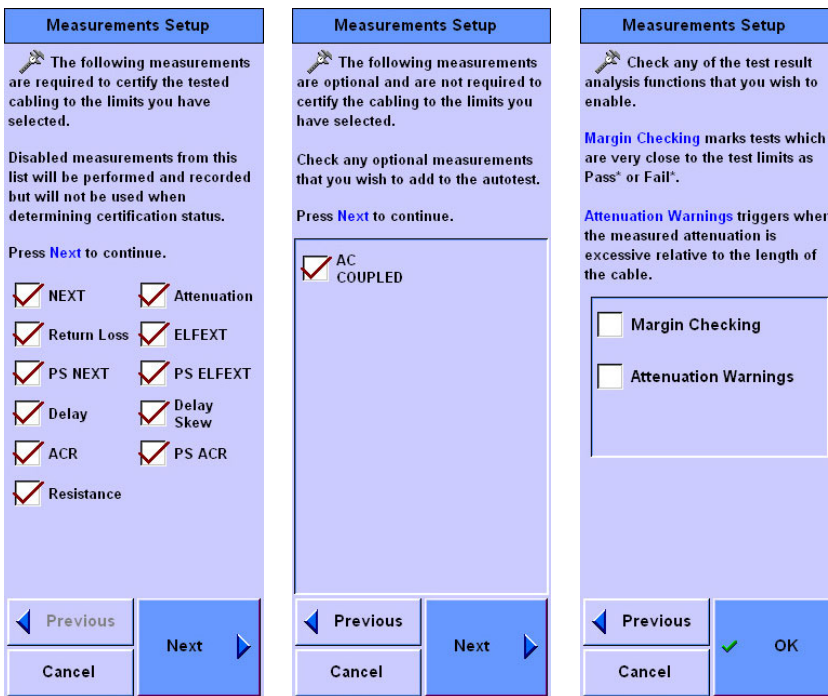 Measurements Setup
The following measurements
are required to certify the tested
cabling to the limits you have
selected.
Disabled measurements from this
list will be performed and recorded
but will not be used when
determining certification status.
Press Next to continue.
NEXT
Attenuation
Return Loss
ELFEXT
PS NEXT
PS ELFEXT
Delay
Delay
Skew
ACR
PS ACR
Resistance
Previous
Next
Cancel
Measurements Setup
The following measurements
are optional and are not required to
certify the cabling to the limits you
have selected.
Check any optional measurements
that you wish to add to the autotest.
Press Next to continue.
AC
COUPLED
Previous
Next
Cancel
Measurements Setup
Check any of the test result
analysis functions that you wish to
enable.
Margin Checking marks tests which
are very close to the test limits as
Pass* or Fail*.
Attenuation Warnings triggers when
the measured attenuation is
excessive relative to the length of
the cable.
Margin Checking
Attenuation Warnings
Previous
OK
Cancel